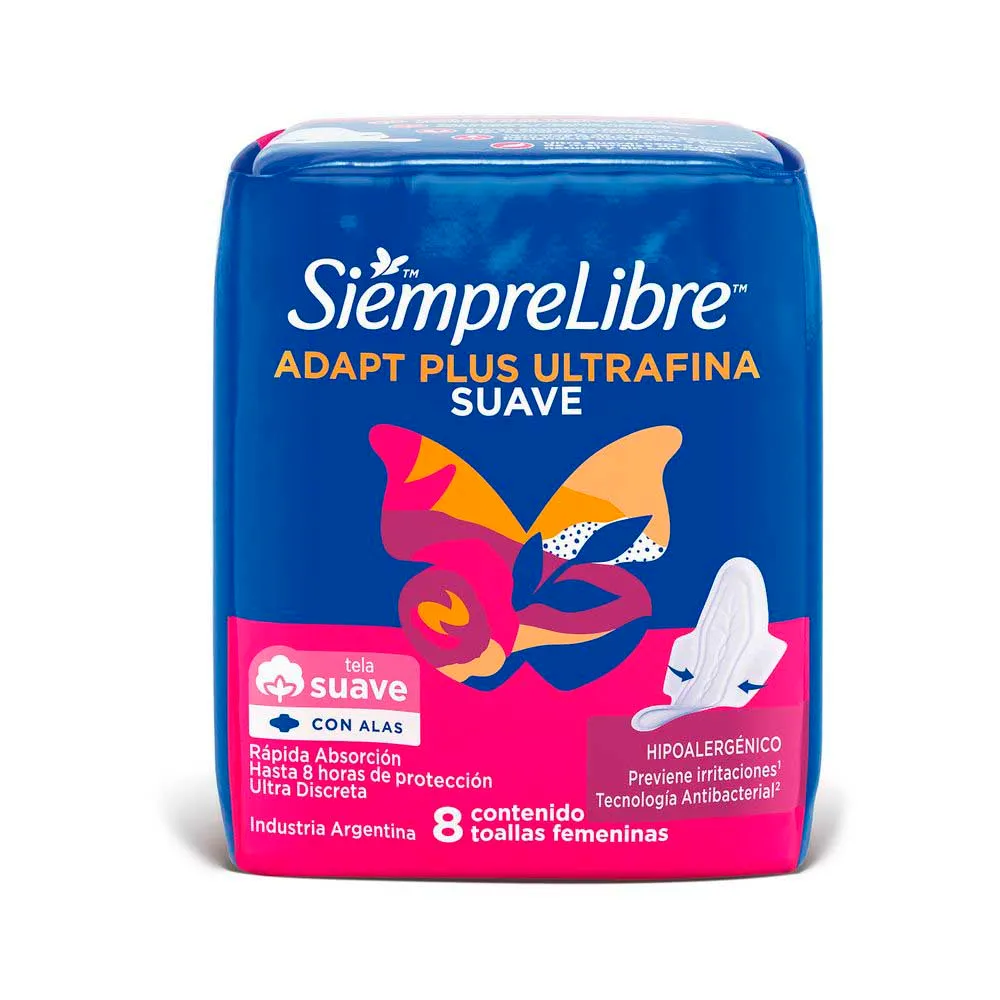 SiempreLibre™
ADAPT PLUS ULTRAFINA
SUAVE
tela
suave
CON ALAS
Rápida Absorción
Hasta 8 horas de protección
Ultra Discreta
Industria Argentina
8 contenido
toallas femeninas
HIPOALERGÉNICO
Previene irritaciones¹
Tecnología Antibacterial²